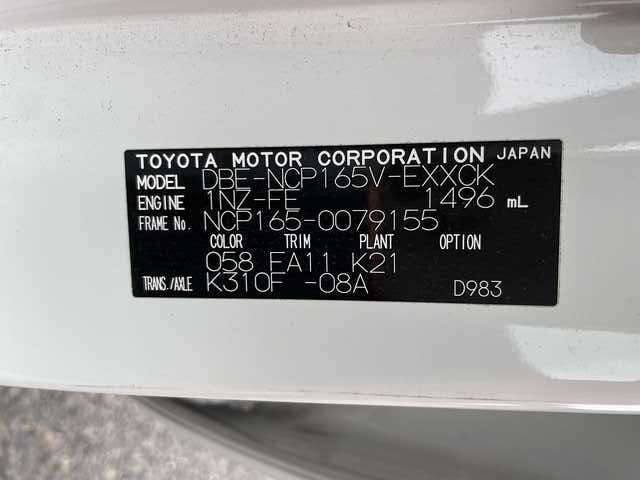 TOYOTA MOTOR CORPORATION JAPAN
MODEL DBE-NCP165V-EXXCK
ENGINE 1NZ-FE 1496 mL
FRAME No. NCP165-0079155
COLOR TRIM PLANT OPTION
058 FA11 K21
TRANS./AXLE K310F -08A D983